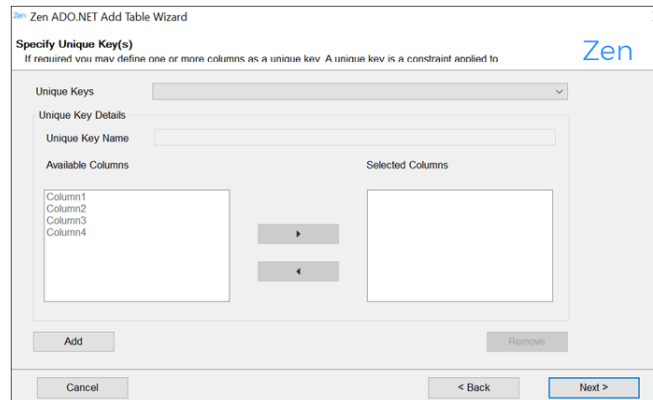 Zen Zen ADO.NET Add Table Wizard
Specify Unique Key(s)
If required you may define one or more columns as a unique key. A unique key is a constraint applied to
Zen
Unique Keys
Unique Key Details
Unique Key Name
Available Columns
Selected Columns
Column1
Column2
Column3
Column4
Add
Remove
Cancel
< Back
Next >